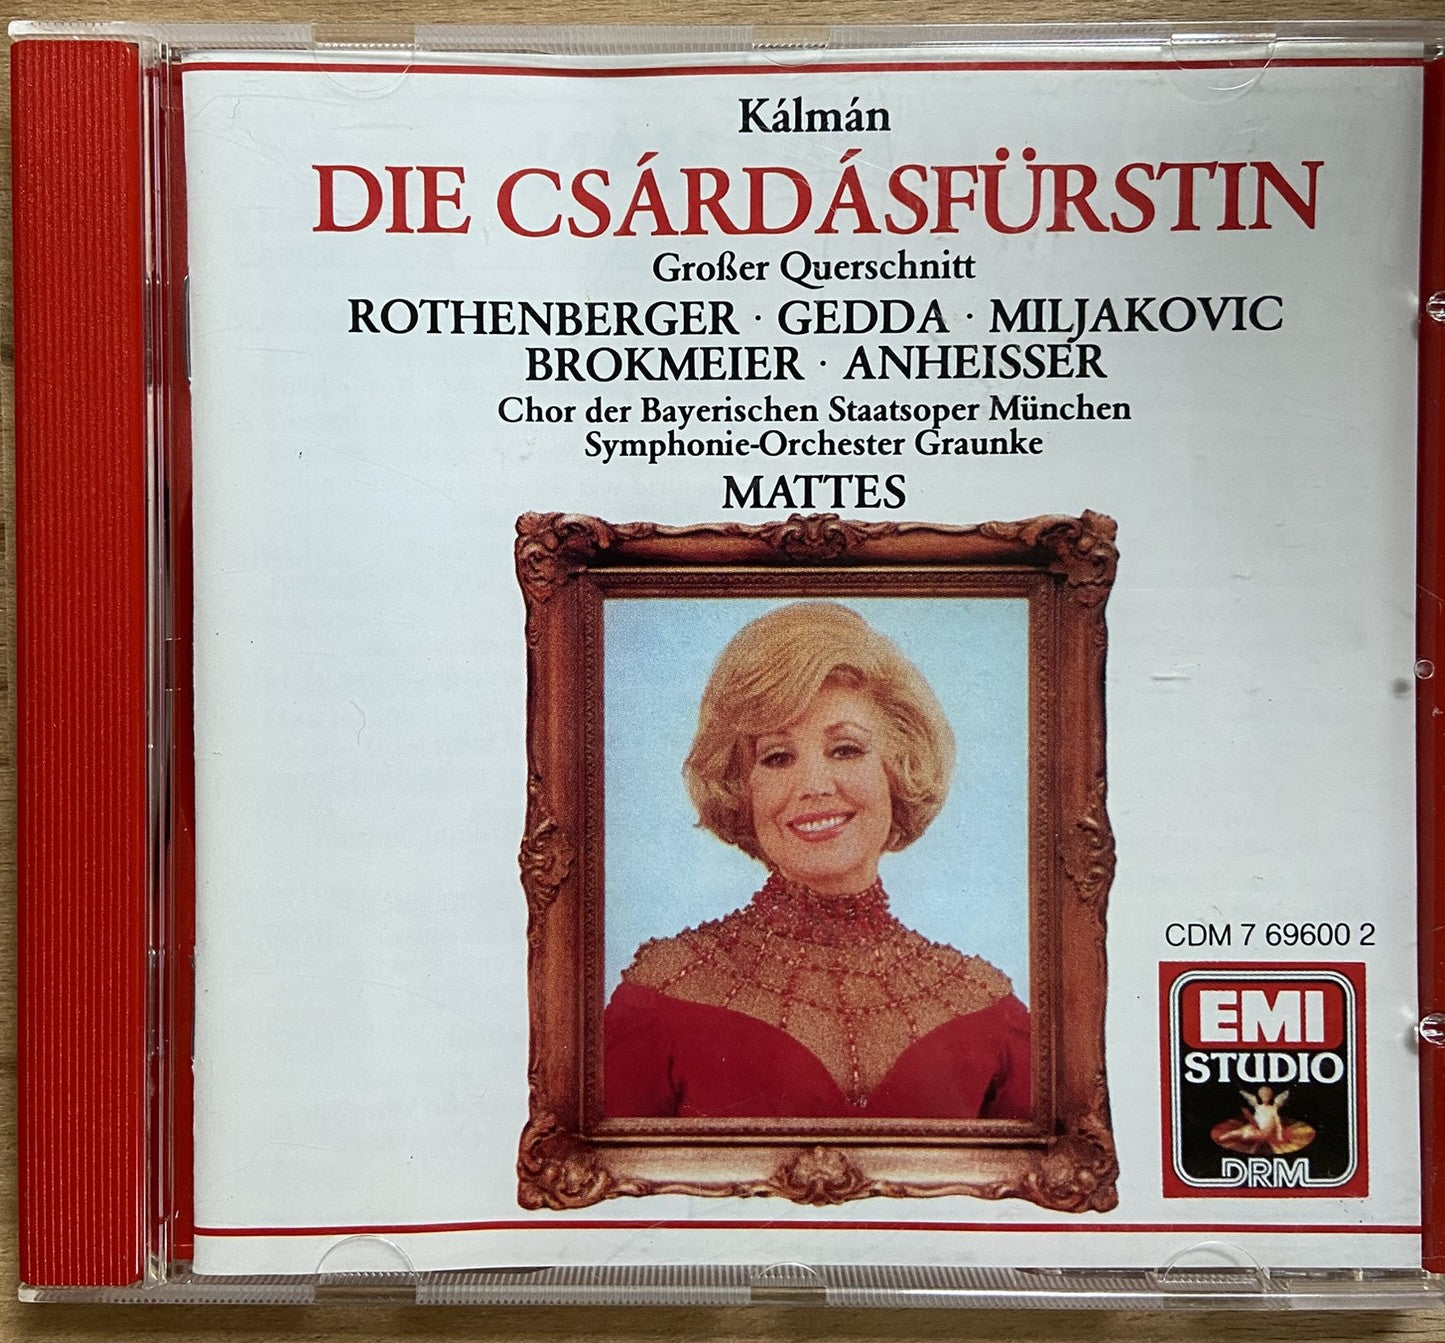 Kálmán
DIE CSÁRDÁSFÜRSTIN
Großer Querschnitt
ROTHENBERGER · GEDDA · MILJAKOVIC
BROKMEIER · ANHEISSER
Chor der Bayerischen Staatsoper München
Symphonie-Orchester Graunke
MATTES
CDM 7 69600 2
EMI
STUDIO
DRM